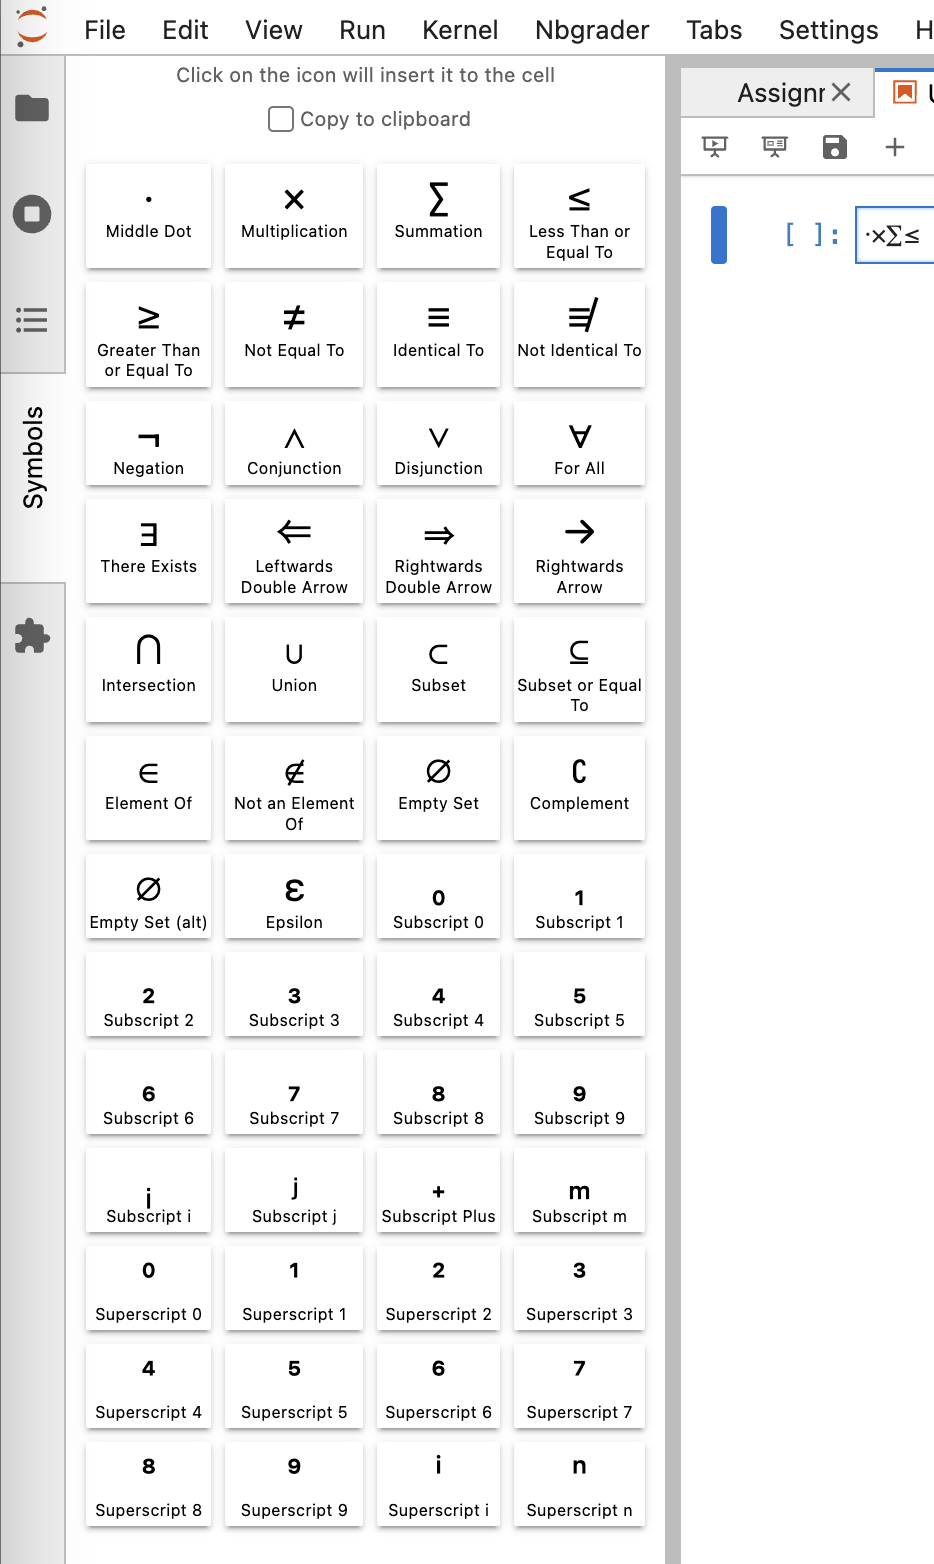 File Edit View Run Kernel Nbgrader Tabs Settings H
Click on the icon will insert it to the cell
Copy to clipboard
Assignr
Symbols
[ ]: ·×∑≤
· × ∑ ≤
Middle Dot Multiplication Summation Less Than or
Equal To
≥ ≠ ≡ ≢
Greater Than Not Equal To Identical To Not Identical To
or Equal To
¬ ∧ ∨ ∀
Negation Conjunction Disjunction For All
∃ ⇐ ⇒ →
There Exists Leftwards Rightwards Rightwards
Double Arrow Double Arrow Arrow
⋂ ∪ ⊂ ⊆
Intersection Union Subset Subset or Equal
To
∈ ∉ ∅ ∁
Element Of Not an Element Empty Set Complement
Of
∅ ɛ ₀ ₁
Empty Set (alt) Epsilon Subscript 0 Subscript 1
₂ ₃ ₄ ₅
Subscript 2 Subscript 3 Subscript 4 Subscript 5
₆ ₇ ₈ ₉
Subscript 6 Subscript 7 Subscript 8 Subscript 9
ᵢ ⱼ ₊ ₘ
Subscript i Subscript j Subscript Plus Subscript m
⁰ ¹ ² ³
Superscript 0 Superscript 1 Superscript 2 Superscript 3
⁴ ⁵ ⁶ ⁷
Superscript 4 Superscript 5 Superscript 6 Superscript 7
⁸ ⁹ ⁱ ⁿ
Superscript 8 Superscript 9 Superscript i Superscript n